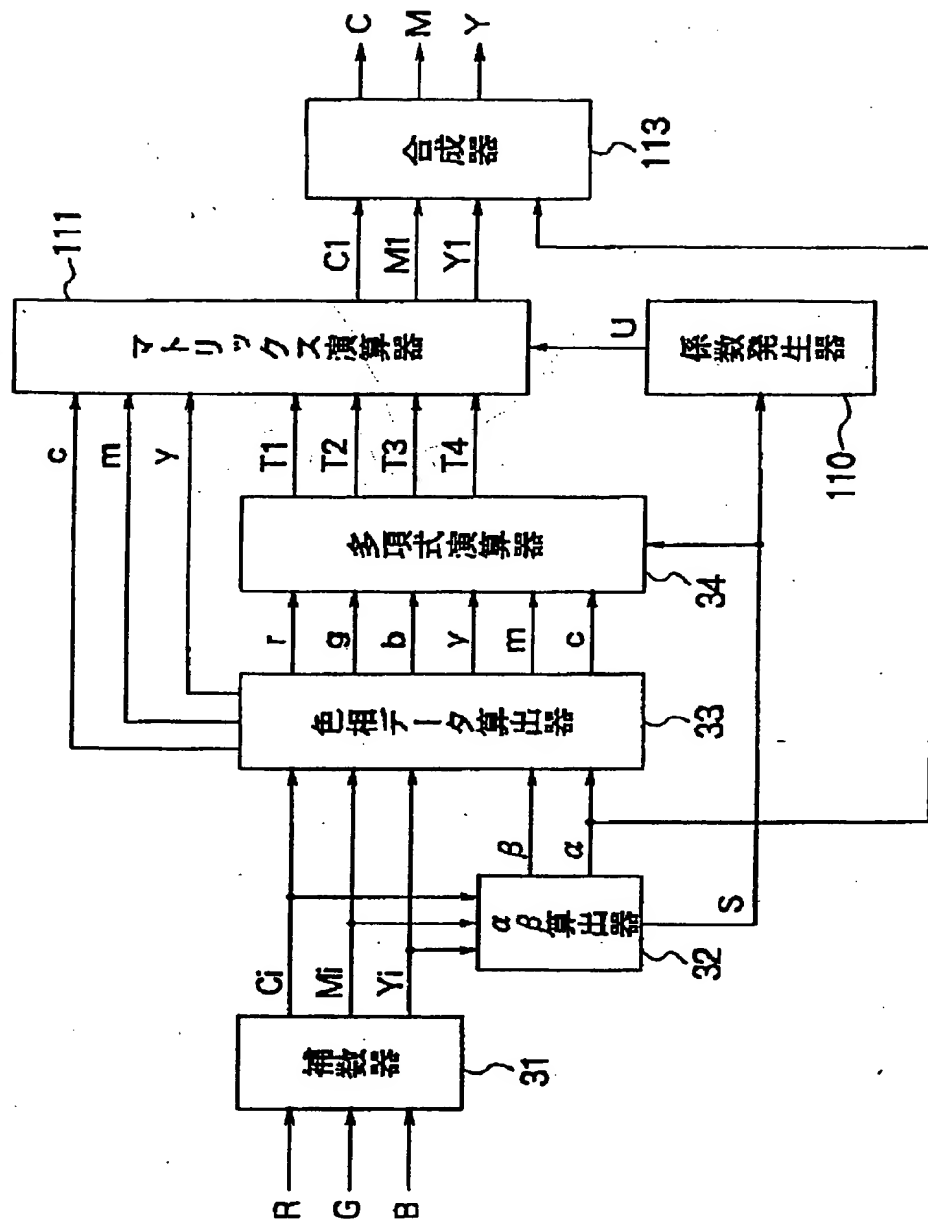 R
G
B
補数器
31
Ci
Mi
Yi
αβ算出器
32
β
α
S
色相データ算出器
33
r
g
b
y
m
c
多項式演算器
34
c
m
y
T1
T2
T3
T4
マトリックス演算器
111
U
係数発生器
110
C1
M1
Y1
合成器
113
C
M
Y